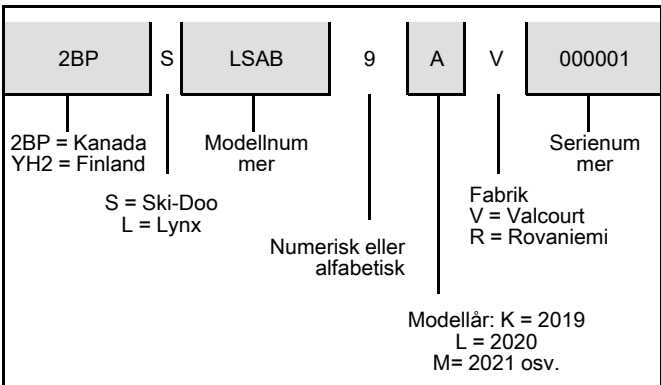 2BP S LSAB 9 A V 000001
2BP = Kanada
YH2 = Finland
Modellnum
mer
Serienum
mer
S = Ski-Doo
L = Lynx
Fabrik
V = Valcourt
R = Rovaniemi
Numerisk eller
alfabetisk
Modellår: K = 2019
L = 2020
M= 2021 osv.